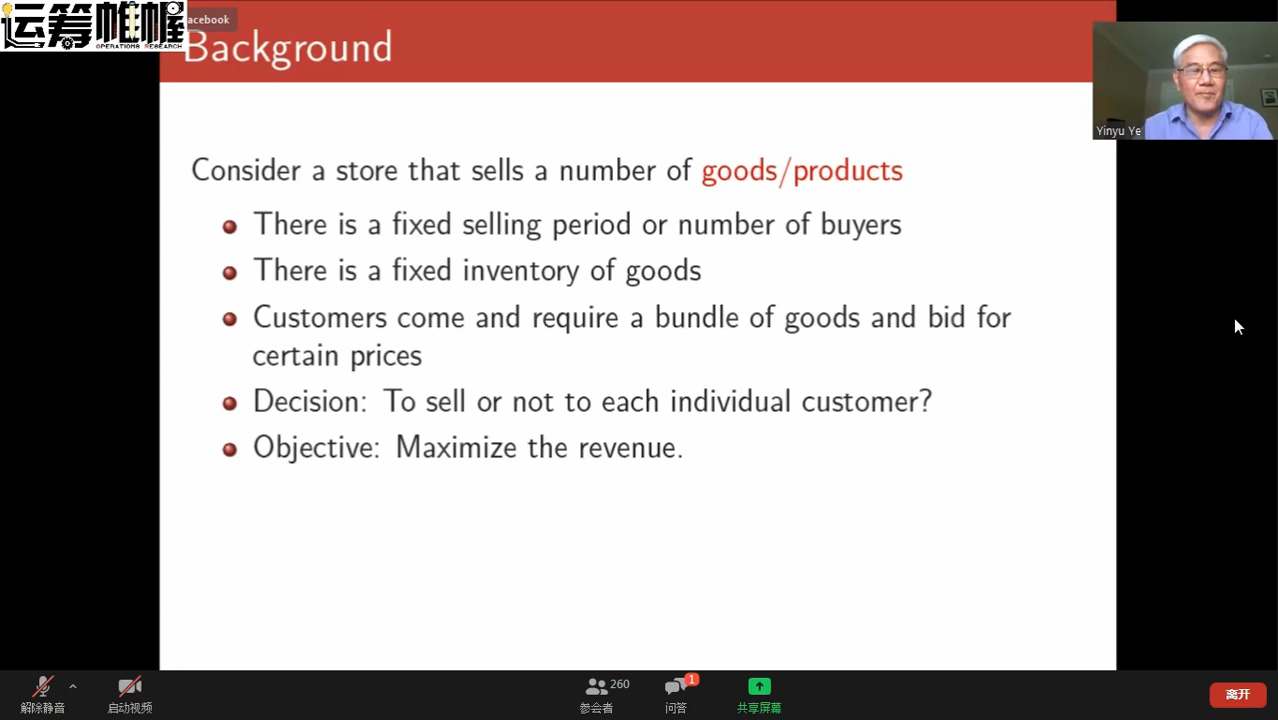 运筹帷幄
OPERATIONS RESEARCH
acebook
Background
Yinyu Ye
Consider a store that sells a number of goods/products
There is a fixed selling period or number of buyers
There is a fixed inventory of goods
Customers come and require a bundle of goods and bid for
certain prices
Decision: To sell or not to each individual customer?
Objective: Maximize the revenue.
解除静音
启动视频
260
参会者
1
问答
共享屏幕
离开